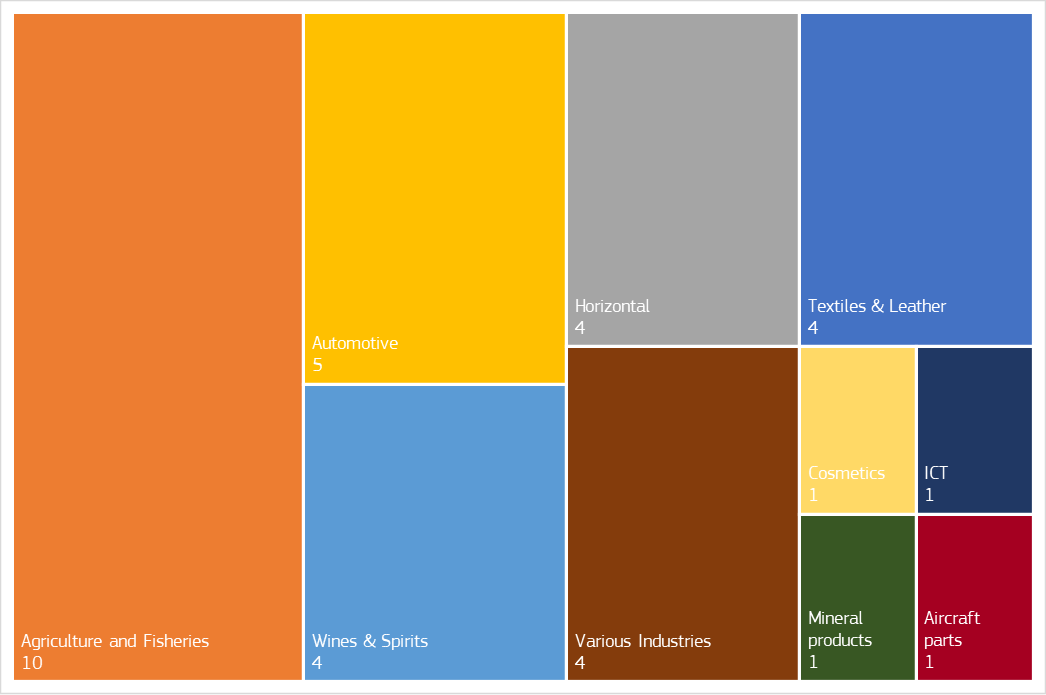 Agriculture and Fisheries
10
Automotive
5
Wines & Spirits
4
Horizontal
4
Various Industries
4
Textiles & Leather
4
Cosmetics
1
ICT
1
Mineral
products
1
Aircraft
parts
1